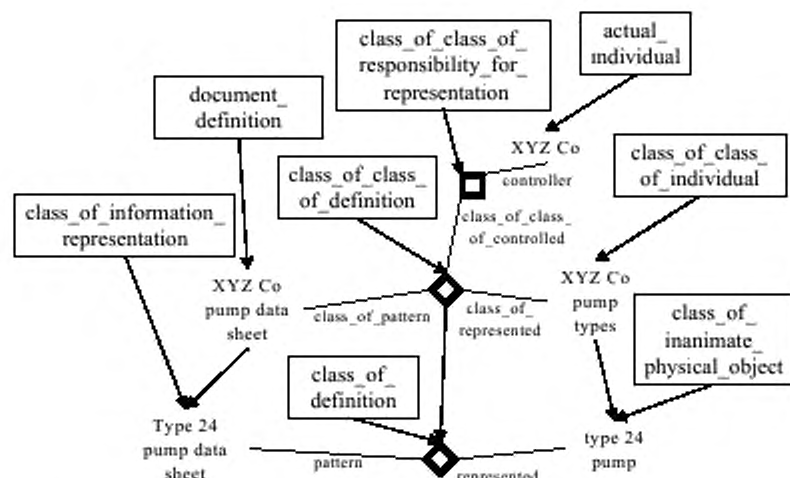 class_of_class_of_
responsibility_for_
representation
actual_
individual
document_
definition
XYZ Co
class_of_class_
of_individual
class_of_class_
of_definition
controller
class_of_class_
of_controlled
class_of_information_
representation
XYZ Co
pump data
sheet
XYZ Co
pump
types
class_of_pattern
class_of_
represented
class_of_
inanimate_
physical_object
class_of_
definition
Type 24
pump data
sheet
type 24
pump
pattern
represented